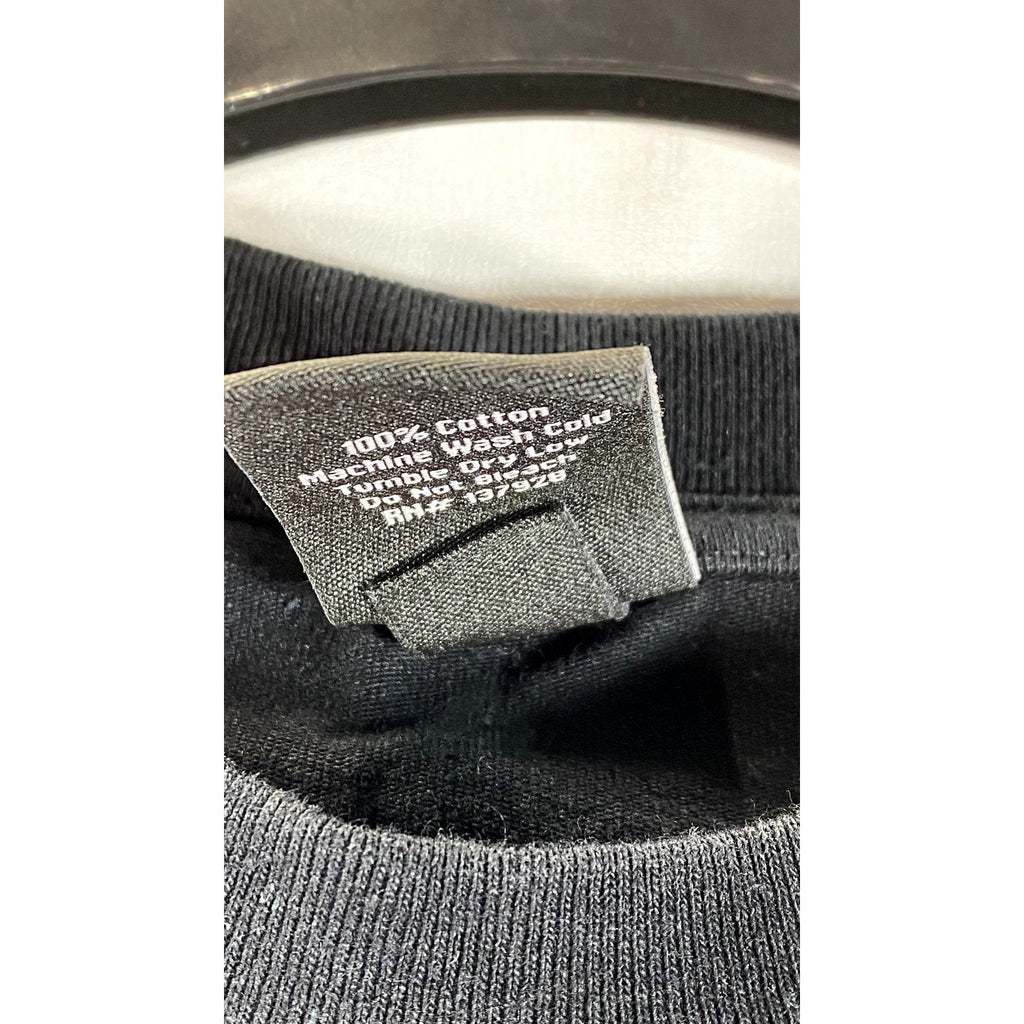 100% Cotton
Machine Wash Cold
Tumble Dry Low
Do Not Bleach
RN# 137928